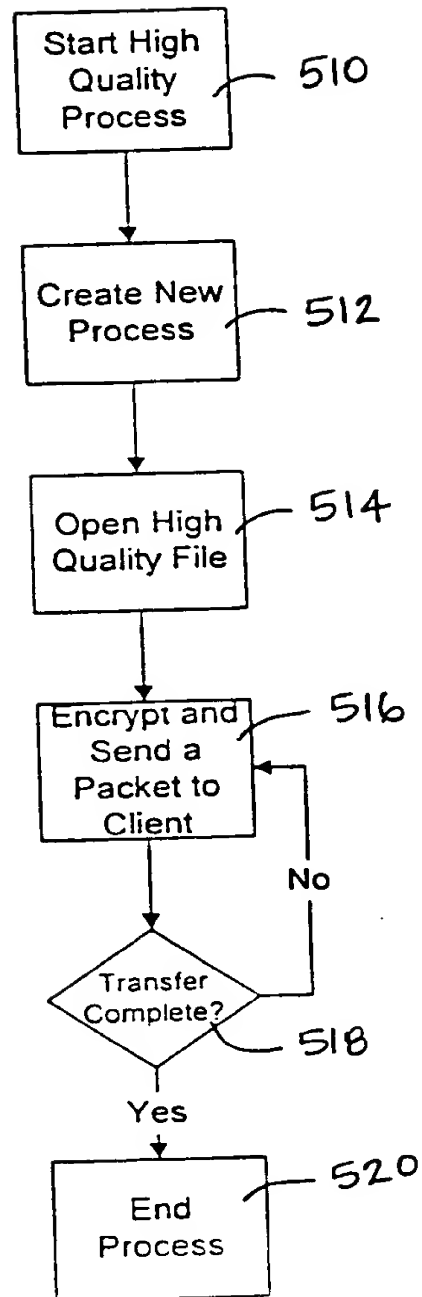 Start High
Quality
Process
510
Create New
Process
512
Open High
Quality File
514
Encrypt and
Send a
Packet to
Client
516
No
Transfer
Complete?
518
Yes
End
Process
520